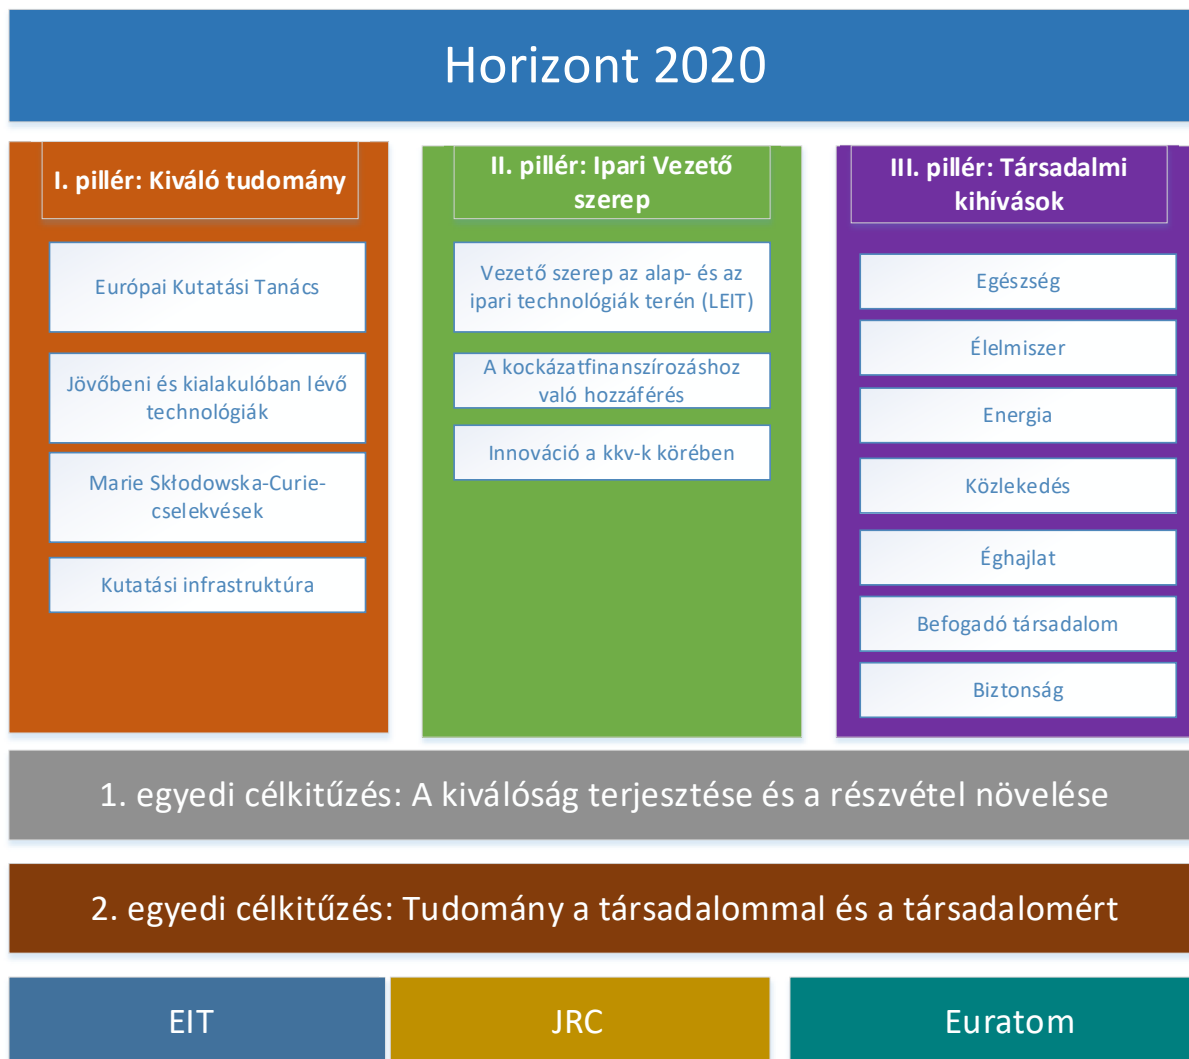 Horizont 2020
I. pillér: Kiváló tudomány
Európai Kutatási Tanács
Jövőbeni és kialakulóban lévő
technológiák
Marie Skłodowska-Curie-
cselekvések
Kutatási infrastruktúra
II. pillér: Ipari Vezető
szerep
Vezető szerep az alap- és az
ipari technológiák terén (LEIT)
A kockázatfinanszírozáshoz
való hozzáférés
Innováció a kkv-k körében
III. pillér: Társadalmi
kihívások
Egészség
Élelmiszer
Energia
Közlekedés
Éghajlat
Befogadó társadalom
Biztonság
1. egyedi célkitűzés: A kiválóság terjesztése és a részvétel növelése
2. egyedi célkitűzés: Tudomány a társadalommal és a társadalomért
EIT
JRC
Euratom